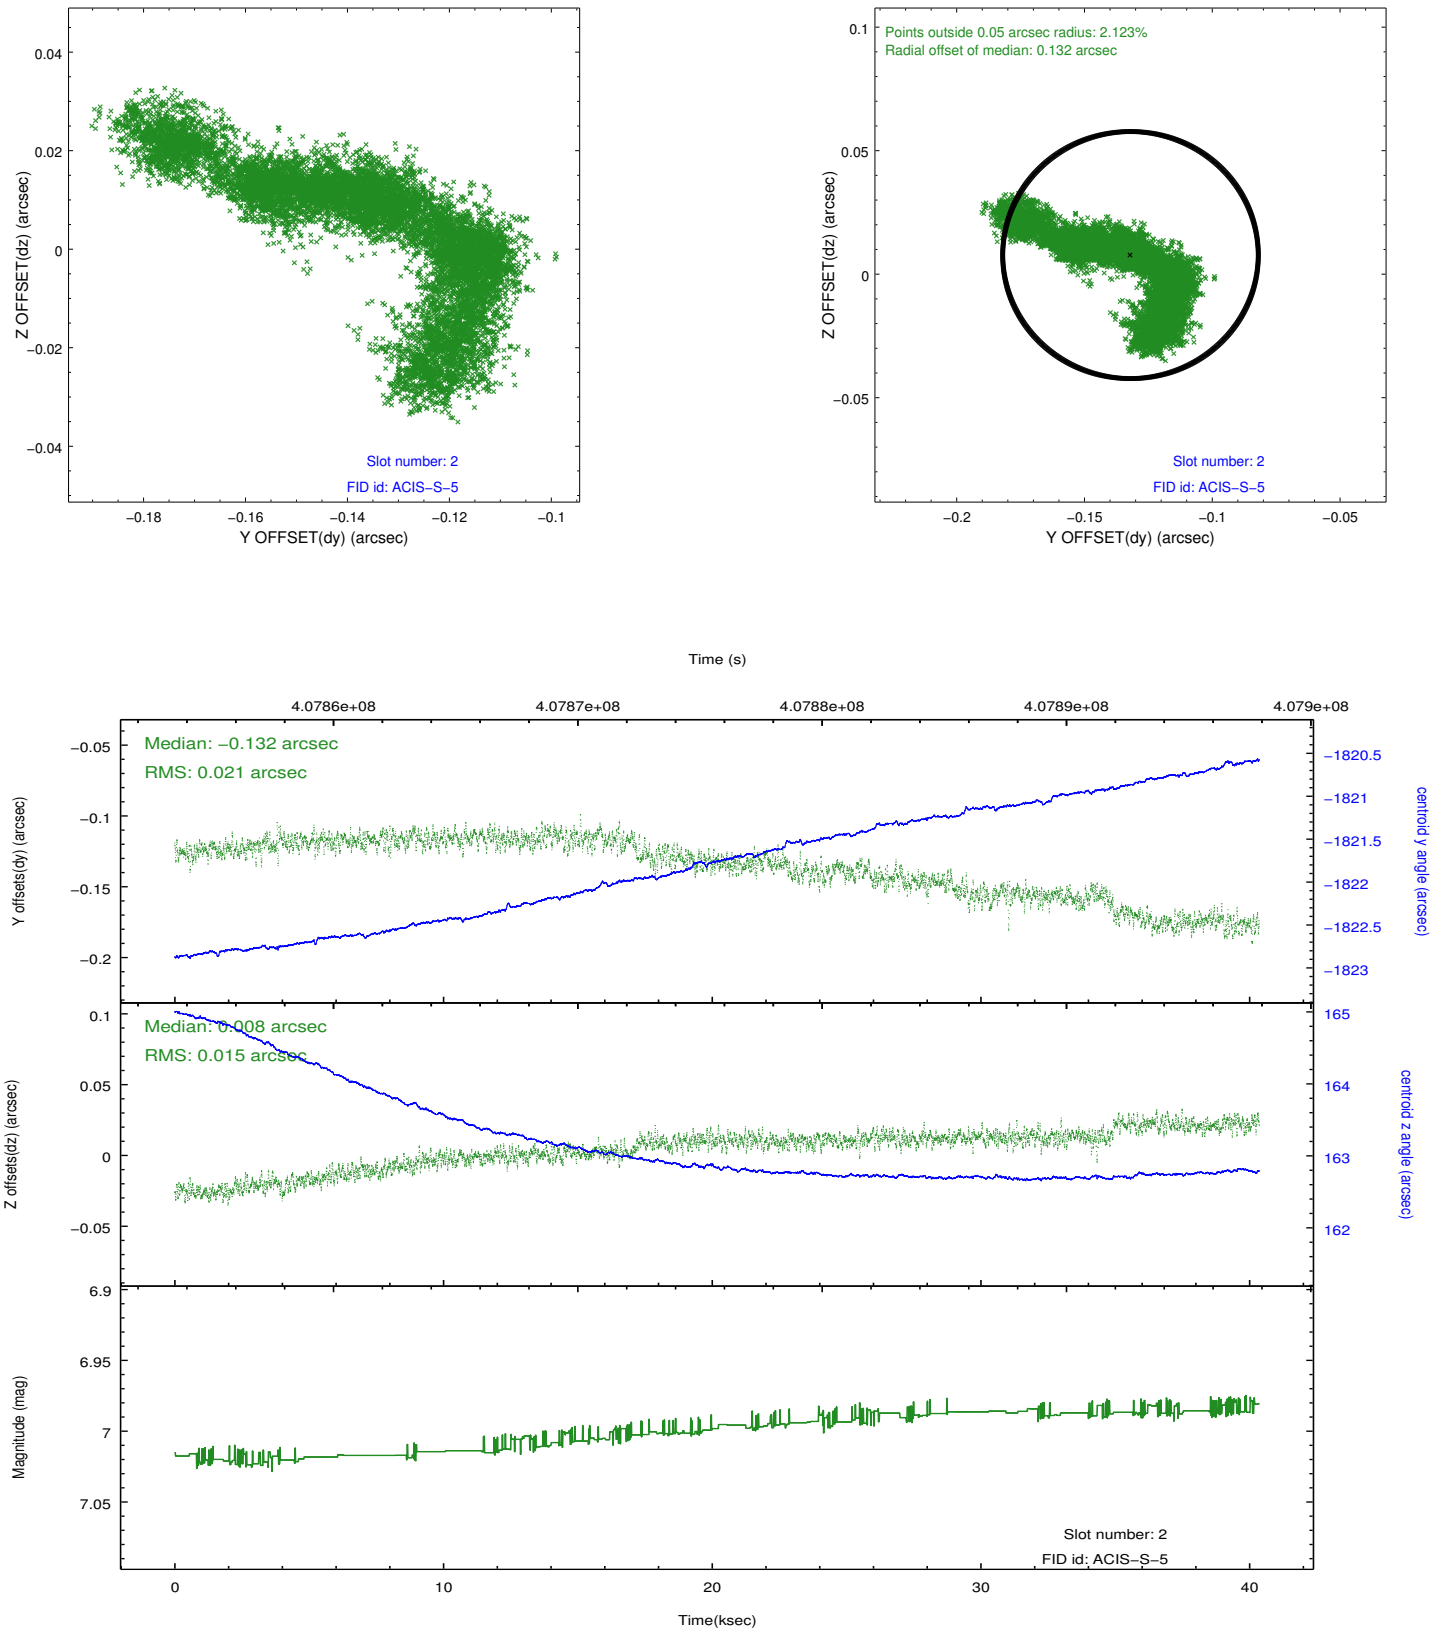 0.04
0.02
0
−0.02
−0.04
Z OFFSET(dz) (arcsec)
Slot number: 2
FID id: ACIS−S−5
−0.18
−0.16
−0.14
−0.12
−0.1
Y OFFSET(dy) (arcsec)
Points outside 0.05 arcsec radius: 2.123%
Radial offset of median: 0.132 arcsec
0.1
0.05
0
−0.05
Z OFFSET(dz) (arcsec)
Slot number: 2
FID id: ACIS−S−5
−0.2
−0.15
−0.1
−0.05
Y OFFSET(dy) (arcsec)
Time (s)
4.0786e+08
4.0787e+08
4.0788e+08
4.0789e+08
4.079e+08
Median: −0.132 arcsec
RMS: 0.021 arcsec
−0.05
−0.1
−0.15
−0.2
Y offsets(dy) (arcsec)
−1820.5
−1821
−1821.5
−1822
−1822.5
−1823
centroid y angle (arcsec)
Median: 0.008 arcsec
RMS: 0.015 arcsec
0.1
0.05
0
−0.05
Z offsets(dz) (arcsec)
165
164
163
162
centroid z angle (arcsec)
6.9
6.95
7
7.05
Magnitude (mag)
Slot number: 2
FID id: ACIS−S−5
0
10
20
30
40
Time(ksec)